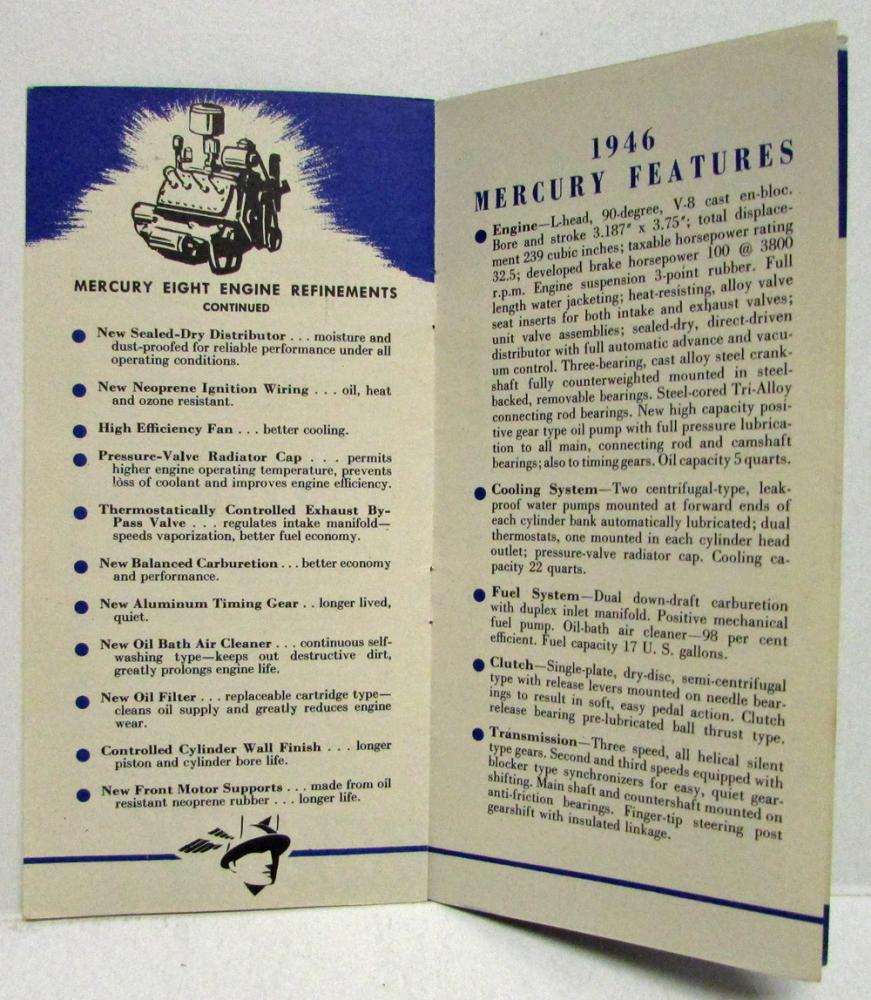 MERCURY EIGHT ENGINE REFINEMENTS
CONTINUED
New Sealed-Dry Distributor . . . moisture and
dust-proofed for reliable performance under all
operating conditions.
New Neoprene Ignition Wiring . . . oil, heat
and ozone resistant.
High Efficiency Fan . . . better cooling.
Pressure-Valve Radiator Cap . . . permits
higher engine operating temperature, prevents
loss of coolant and improves engine efficiency.
Thermostatically Controlled Exhaust By-
Pass Valve . . . regulates intake manifold—
speeds vaporization, better fuel economy.
New Balanced Carburetion . . . better economy
and performance.
New Aluminum Timing Gear . . longer lived,
quiet.
New Oil Bath Air Cleaner . . . continuous self-
washing type—keeps out destructive dirt,
greatly prolongs engine life.
New Oil Filter . . . replaceable cartridge type—
cleans oil supply and greatly reduces engine
wear.
Controlled Cylinder Wall Finish . . . longer
piston and cylinder bore life.
New Front Motor Supports . . . made from oil
resistant neoprene rubber . . . longer life.
1946
MERCURY FEATURES
Engine—L-head, 90-degree, V-8 cast en-bloc.
Bore and stroke 3.187″ x 3.75″; total displace-
ment 239 cubic inches; taxable horsepower rating
32.5; developed brake horsepower 100 @ 3800
r.p.m. Engine suspension 3-point rubber. Full
length water jacketing; heat-resisting, alloy valve
seat inserts for both intake and exhaust valves;
unit valve assemblies; sealed-dry, direct-driven
distributor with full automatic advance and vacu-
um control. Three-bearing, cast alloy steel crank-
shaft fully counterweighted mounted in steel-
backed, removable bearings. Steel-cored Tri-Alloy
connecting rod bearings. New high capacity posi-
tive gear type oil pump with full pressure lubrica-
tion to all main, connecting rod and camshaft
bearings; also to timing gears. Oil capacity 5 quarts.
Cooling System—Two centrifugal-type, leak-
proof water pumps mounted at forward ends of
each cylinder bank automatically lubricated; dual
thermostats, one mounted in each cylinder head
outlet; pressure-valve radiator cap. Cooling ca-
pacity 22 quarts.
Fuel System—Dual down-draft carburetion
with duplex inlet manifold. Positive mechanical
fuel pump. Oil-bath air cleaner—98 per cent
efficient. Fuel capacity 17 U. S. gallons.
Clutch—Single-plate, dry-disc, semi-centrifugal
type with release levers mounted on needle bear-
ings to result in soft, easy pedal action. Clutch
release bearing pre-lubricated ball thrust type.
Transmission—Three speed, all helical silent
type gears. Second and third speeds equipped with
blocker type synchronizers for easy, quiet gear-
shifting. Main shaft and countershaft mounted on
anti-friction bearings. Finger-tip steering post
gearshift with insulated linkage.